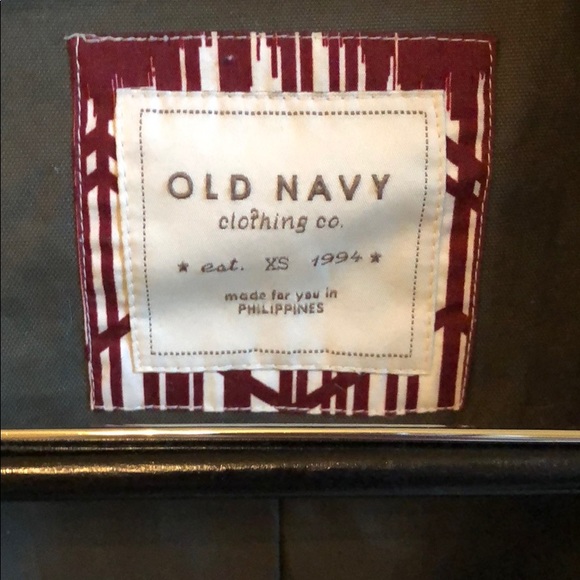 OLD NAVY
clothing co.
* est. XS 1994 *
made for you in
PHILIPPINES